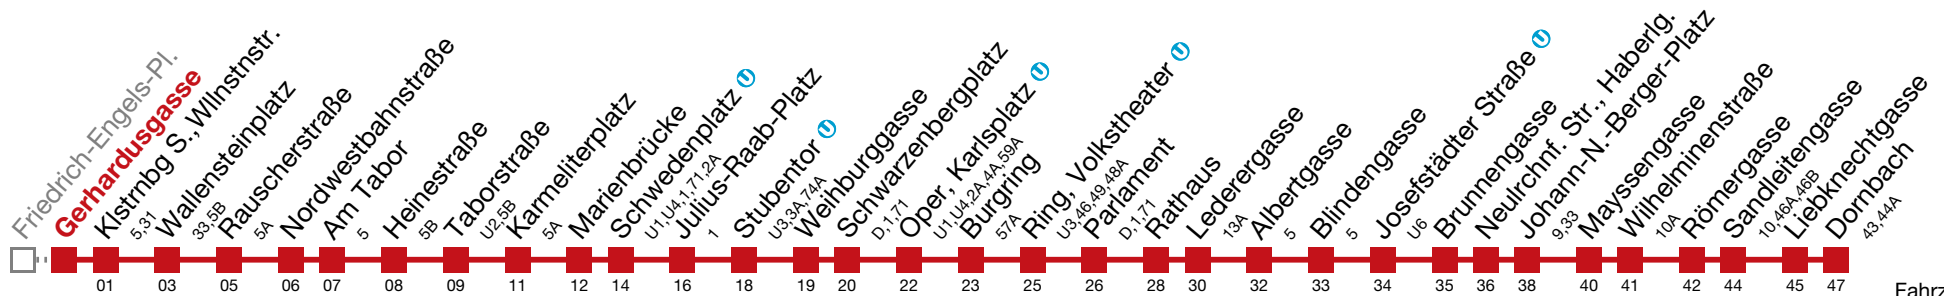 Friedrich-Engels-Pl.
Gerhardusgasse
Klstrnbg S.,Wllnstnstr.
5,31
Wallensteinplatz
33,5B
Rauscherstraße
5A
Nordwestbahnstraße
Am Tabor
5
Heinestraße
5B
Taborstraße
U2,5B
Karmeliterplatz
5A
Marienbrücke
Schwedenplatz
U1,U4,1,71,2A
Julius-Raab-Platz
1
Stubentor
U3,3A,74A
Weihburggasse
Schwarzenbergplatz
D,1,71
Oper, Karlsplatz
U1,U4,2A,4A,59A
Burgring
57A
Ring, Volkstheater
U3,46,49,48A
Parlament
D,1,71
Rathaus
Lederergasse
13A
Albertgasse
5
Blindengasse
5
Josefstädter Straße
U6
Brunnengasse
Neulrchnf. Str., Haberlg.
Johann-N.-Berger-Platz
9,33
Mayssengasse
Wilhelminenstraße
10A
Römergasse
Sandleitengasse
10,46A,46B
Liebknechtgasse
Dornbach
43,44A
01 03 05 06 07 08 09 11 12 14 16 18 19 20 22 23 25 26 28 30 32 33 34 35 36 38 40 41 42 44 45 47
Fahrz